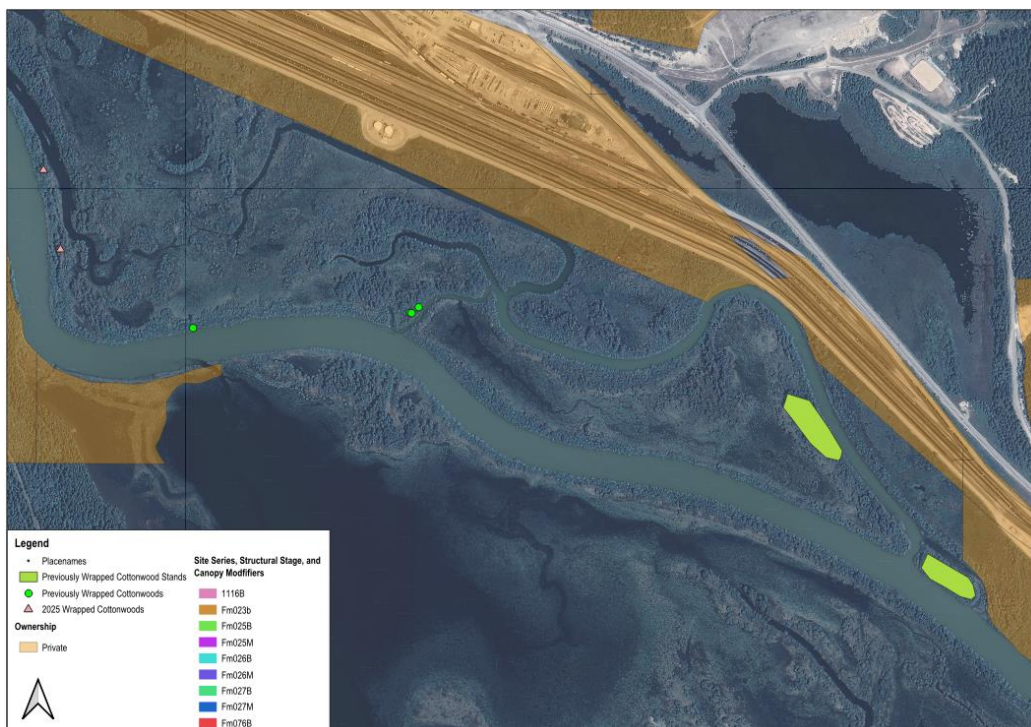 Legend
Placenames
Previously Wrapped Cottonwood Stands
Previously Wrapped Cottonwoods
2025 Wrapped Cottonwoods
Ownership
Private
Site Series, Structural Stage, and
Canopy Modifiers
1116B
Fm023b
Fm025B
Fm025M
Fm026B
Fm026M
Fm027B
Fm027M
Fm076B